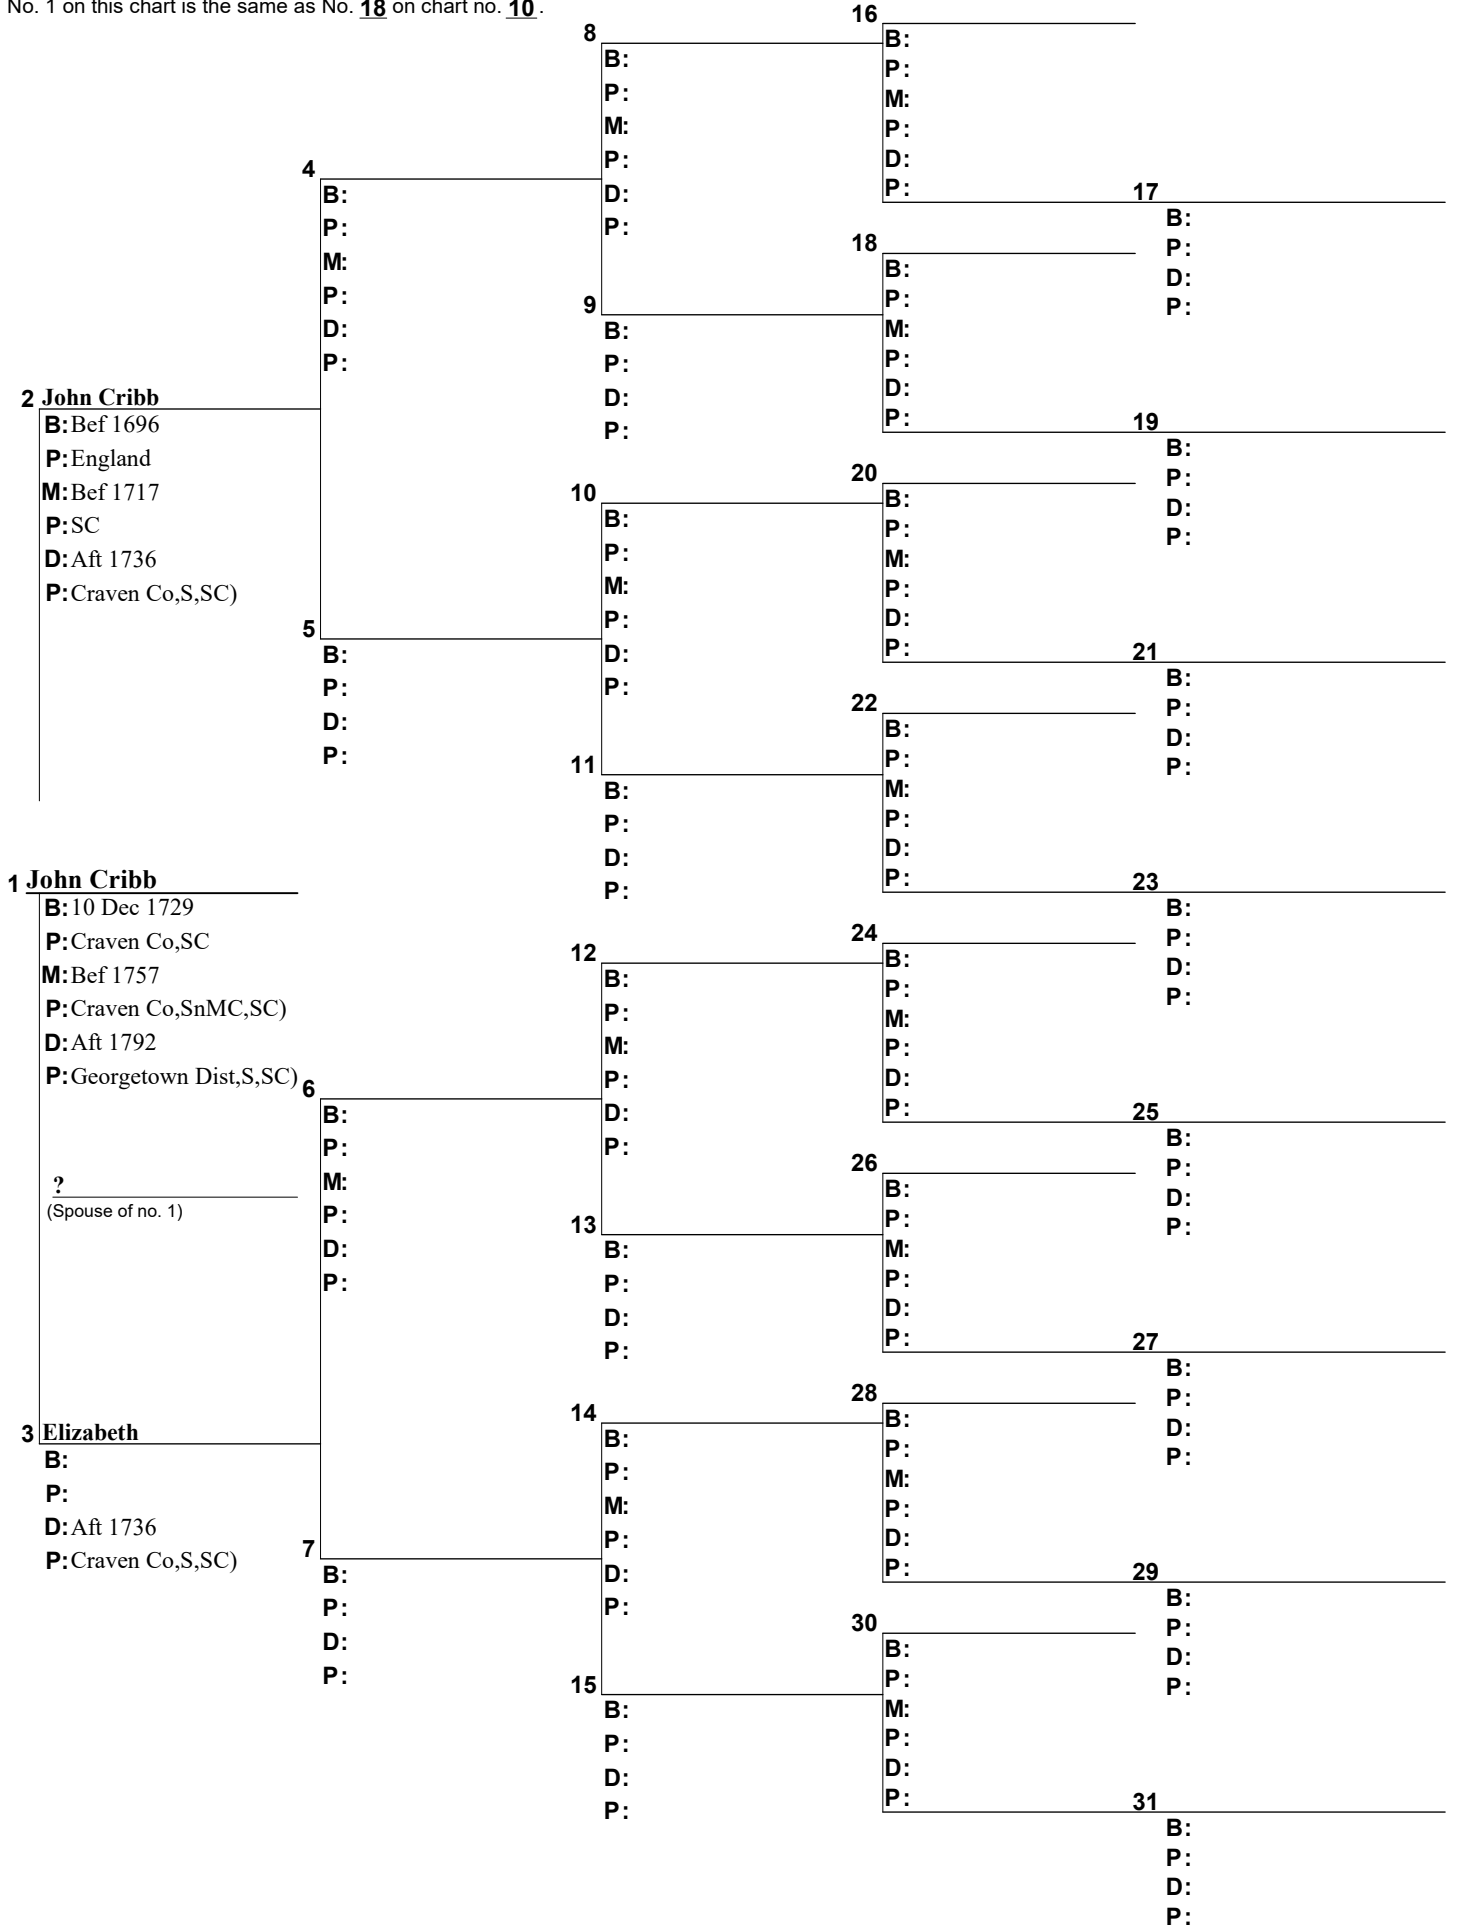 No. 1 on this chart is the same as No. 18 on chart no. 10.
16
B:
P:
M:
P:
D:
P:
8
B:
P:
M:
P:
D:
P:
17
B:
P:
D:
P:
4
B:
P:
M:
P:
D:
P:
18
B:
P:
M:
P:
D:
P:
9
B:
P:
D:
P:
19
B:
P:
D:
P:
2 John Cribb
B: Bef 1696
P: England
M: Bef 1717
P: SC
D: Aft 1736
P: Craven Co,S,SC)
20
B:
P:
M:
P:
D:
P:
10
B:
P:
M:
P:
D:
P:
21
B:
P:
D:
P:
5
B:
P:
D:
P:
22
B:
P:
M:
P:
D:
P:
11
B:
P:
D:
P:
23
B:
P:
D:
P:
1 John Cribb
B: 10 Dec 1729
P: Craven Co,SC
M: Bef 1757
P: Craven Co,SnMC,SC)
D: Aft 1792
P: Georgetown Dist,S,SC)
?
(Spouse of no. 1)
24
B:
P:
M:
P:
D:
P:
12
B:
P:
M:
P:
D:
P:
25
B:
P:
D:
P:
6
B:
P:
M:
P:
D:
P:
26
B:
P:
M:
P:
D:
P:
13
B:
P:
D:
P:
27
B:
P:
D:
P:
3 Elizabeth
B:
P:
D: Aft 1736
P: Craven Co,S,SC)
28
B:
P:
M:
P:
D:
P:
14
B:
P:
M:
P:
D:
P:
29
B:
P:
D:
P:
7
B:
P:
D:
P:
30
B:
P:
M:
P:
D:
P:
15
B:
P:
D:
P:
31
B:
P:
D:
P: